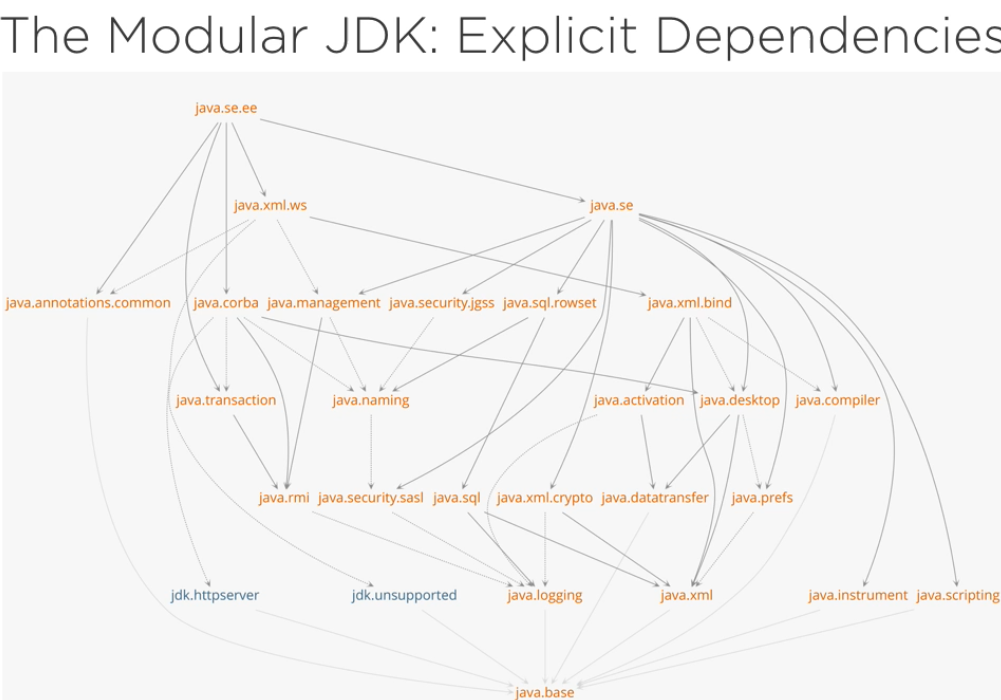 The Modular JDK: Explicit Dependencies
java.se.ee
java.xml.ws java.se
java.annotations.common java.corba java.management java.security.jgss java.sql.rowset java.xml.bind
java.transaction java.naming java.activation java.desktop java.compiler
java.rmi java.security.sasl java.sql java.xml.crypto java.datatransfer java.prefs
jdk.httpserver jdk.unsupported java.logging java.xml java.instrument java.scripting
java.base